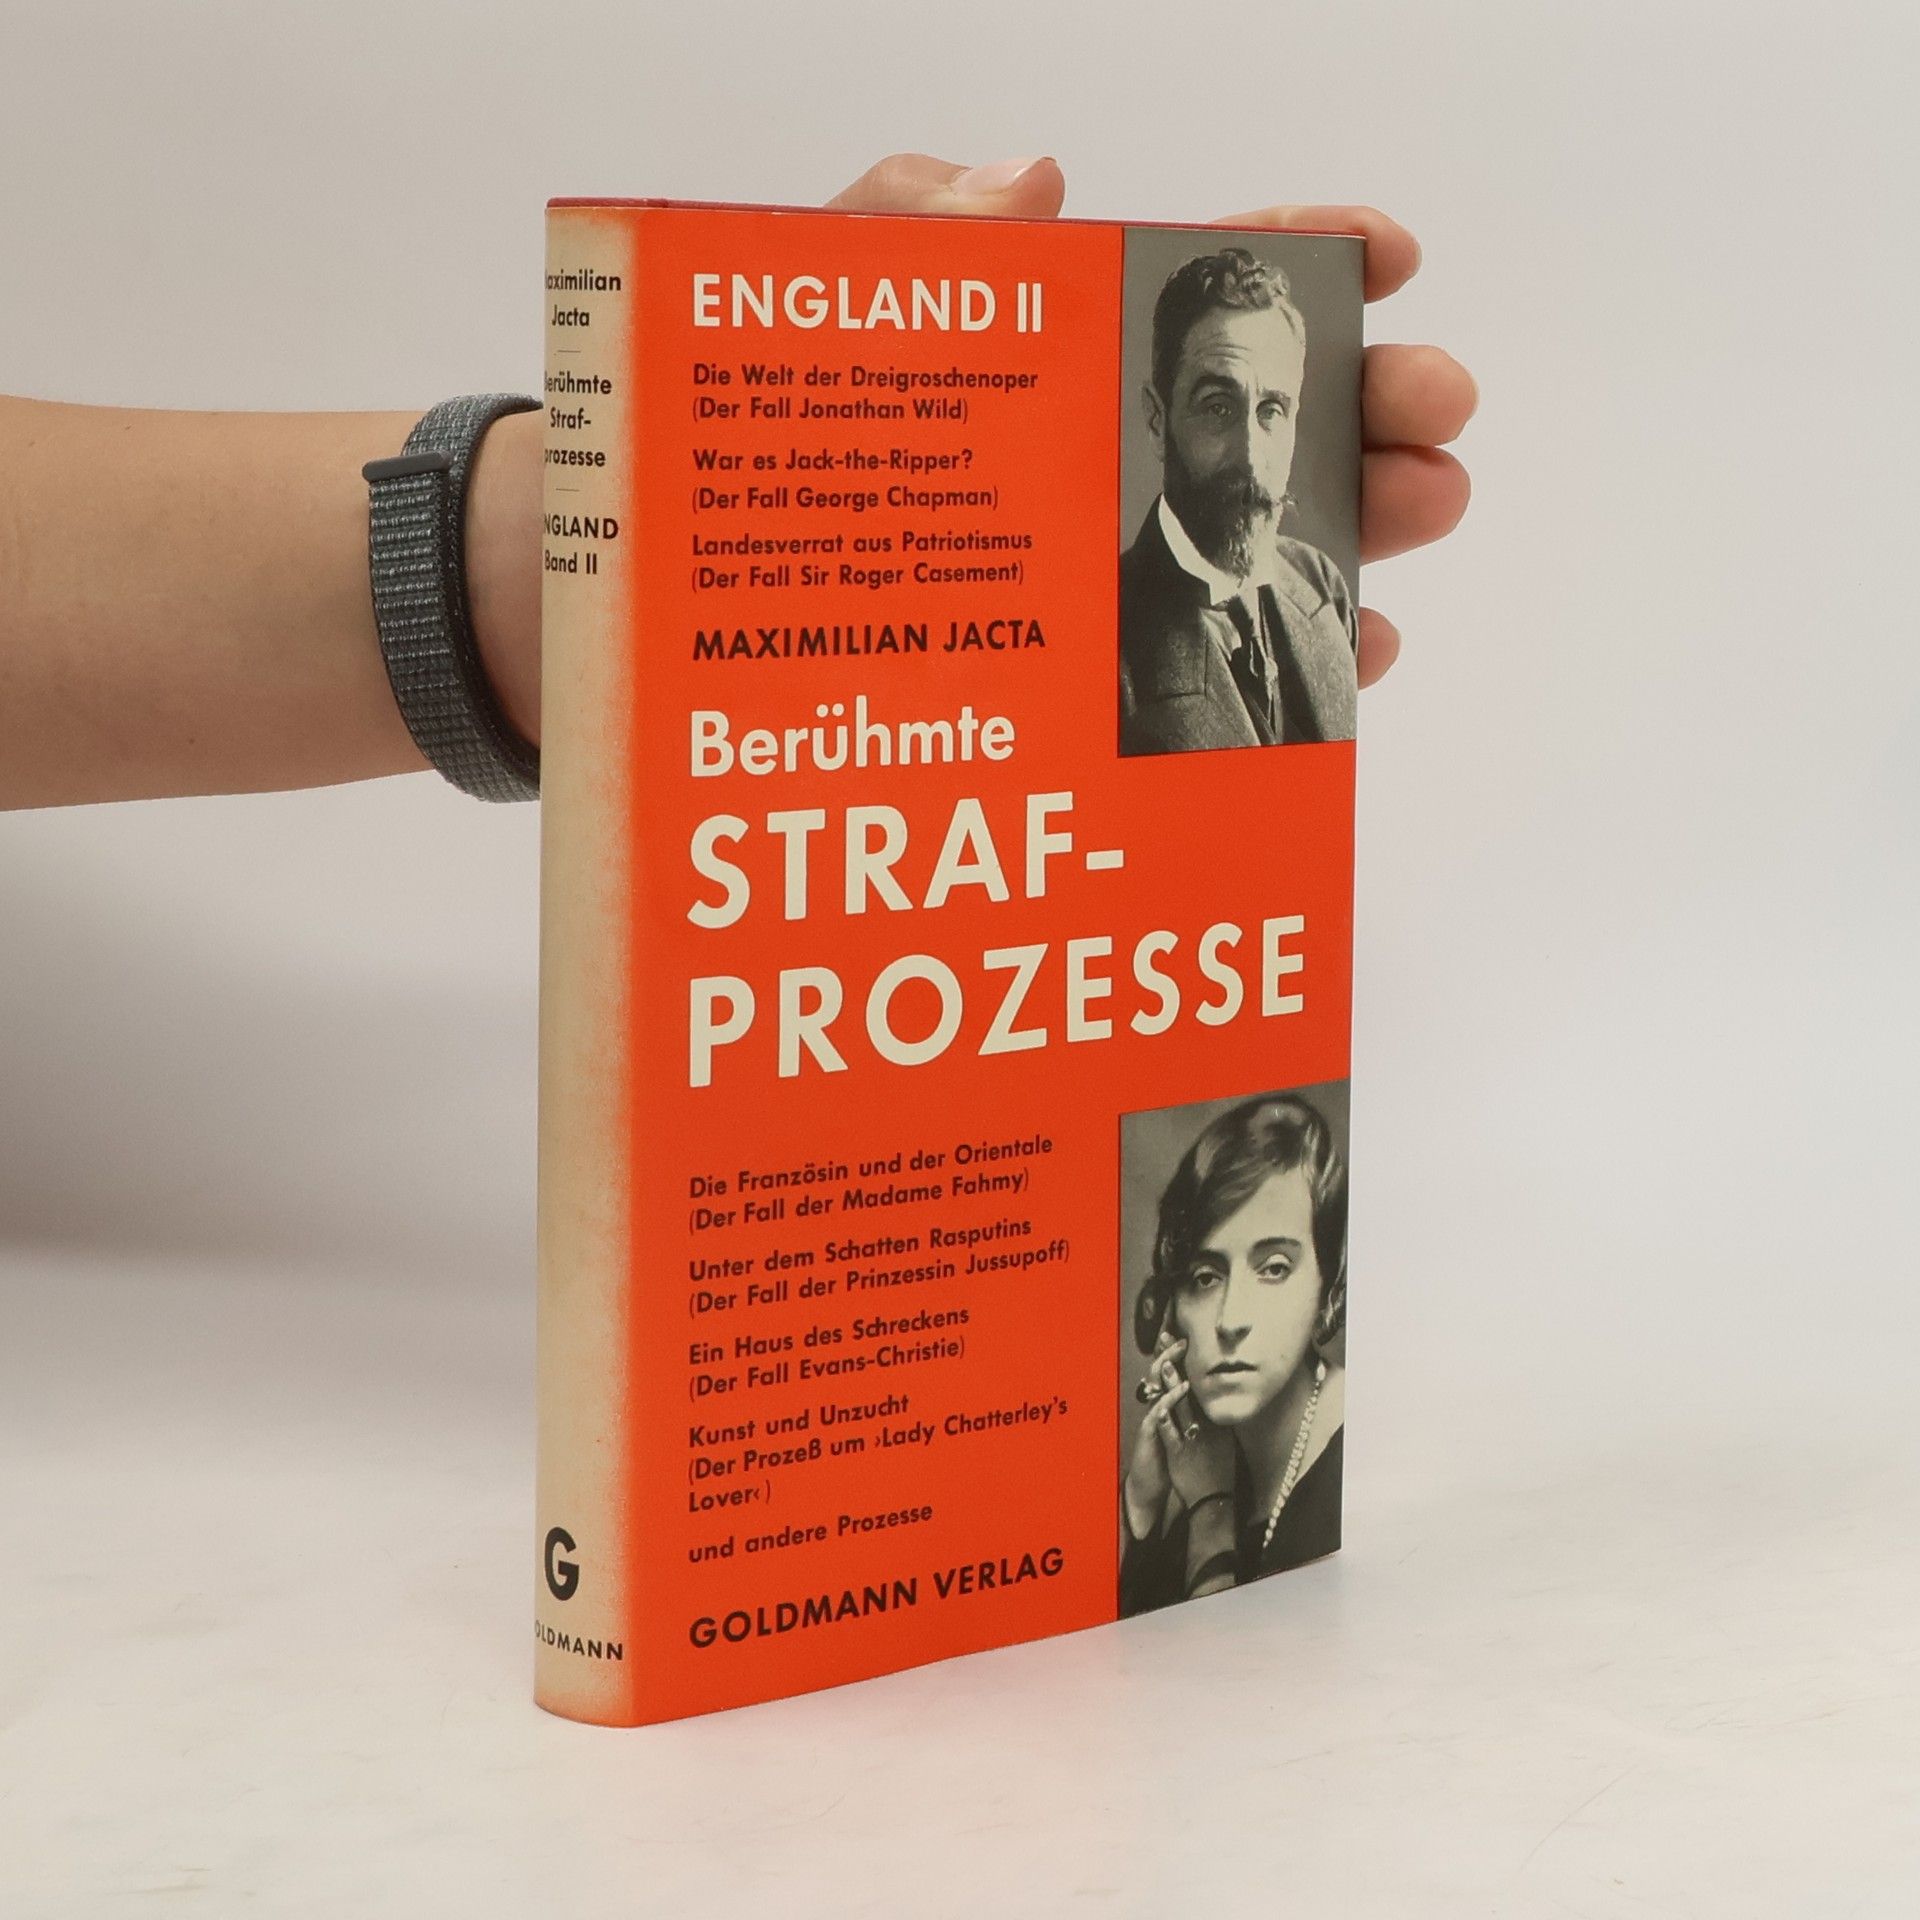 Jacta
Straf-
Band II
ENGLAND II
Die Welt der Dreigroschenoper
(Der Fall Jonathan Wild)
War es Jack-the-Ripper?
(Der Fall George Chapman)
Landesverrat aus Patriotismus
(Der Fall Sir Roger Casement)
MAXIMILIAN JACTA
Berühmte
STRAF-
PROZESSE
Die Französin und der Orientale
(Der Fall der Madame Fahmy)
Unter dem Schatten Rasputins
(Der Fall der Prinzessin Jussupoff)
Ein Haus des Schreckens
(Der Fall Evans-Christie)
Kunst und Unzucht
(Der Prozeß um ›Lady Chatterley's
Lover‹)
und andere Prozesse
GOLDMANN VERLAG
G